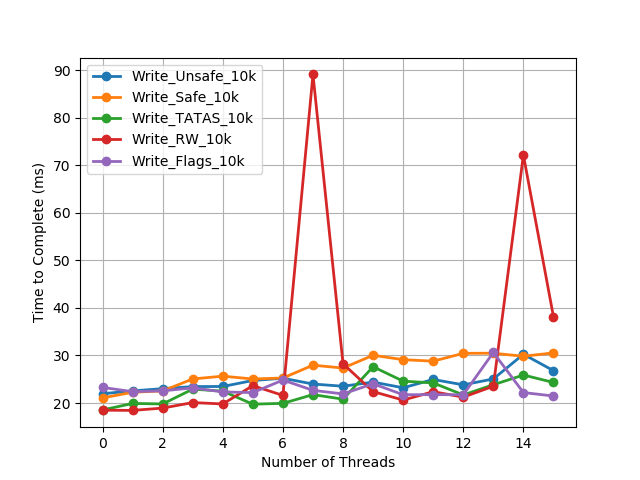 90
80
70
60
50
40
30
20
Time to Complete (ms)
Write_Unsafe_10k
Write_Safe_10k
Write_TATAS_10k
Write_RW_10k
Write_Flags_10k
0 2 4 6 8 10 12 14
Number of Threads